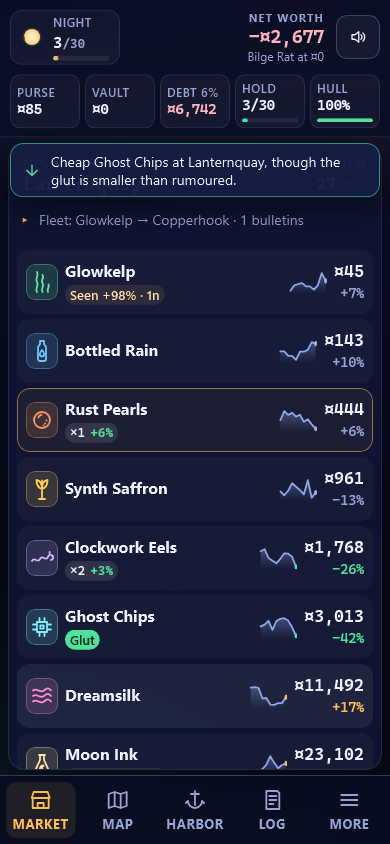 NIGHT
3/30
NET WORTH
−¤2,677
Bilge Rat at ¤0
PURSE
¤85
VAULT
¤0
DEBT 6%
¤6,742
HOLD
3/30
HULL
100%
Cheap Ghost Chips at Lanternquay, though the
glut is smaller than rumoured.
Fleet: Glowkelp → Copperhook · 1 bulletins
Glowkelp
Seen +98% · 1n
¤45
+7%
Bottled Rain
¤143
+10%
Rust Pearls
×1 +6%
¤444
+6%
Synth Saffron
¤961
−13%
Clockwork Eels
×2 +3%
¤1,768
−26%
Ghost Chips
Glut
¤3,013
−42%
Dreamsilk
¤11,492
+17%
Moon Ink
¤23,102
MARKET
MAP
HARBOR
LOG
MORE